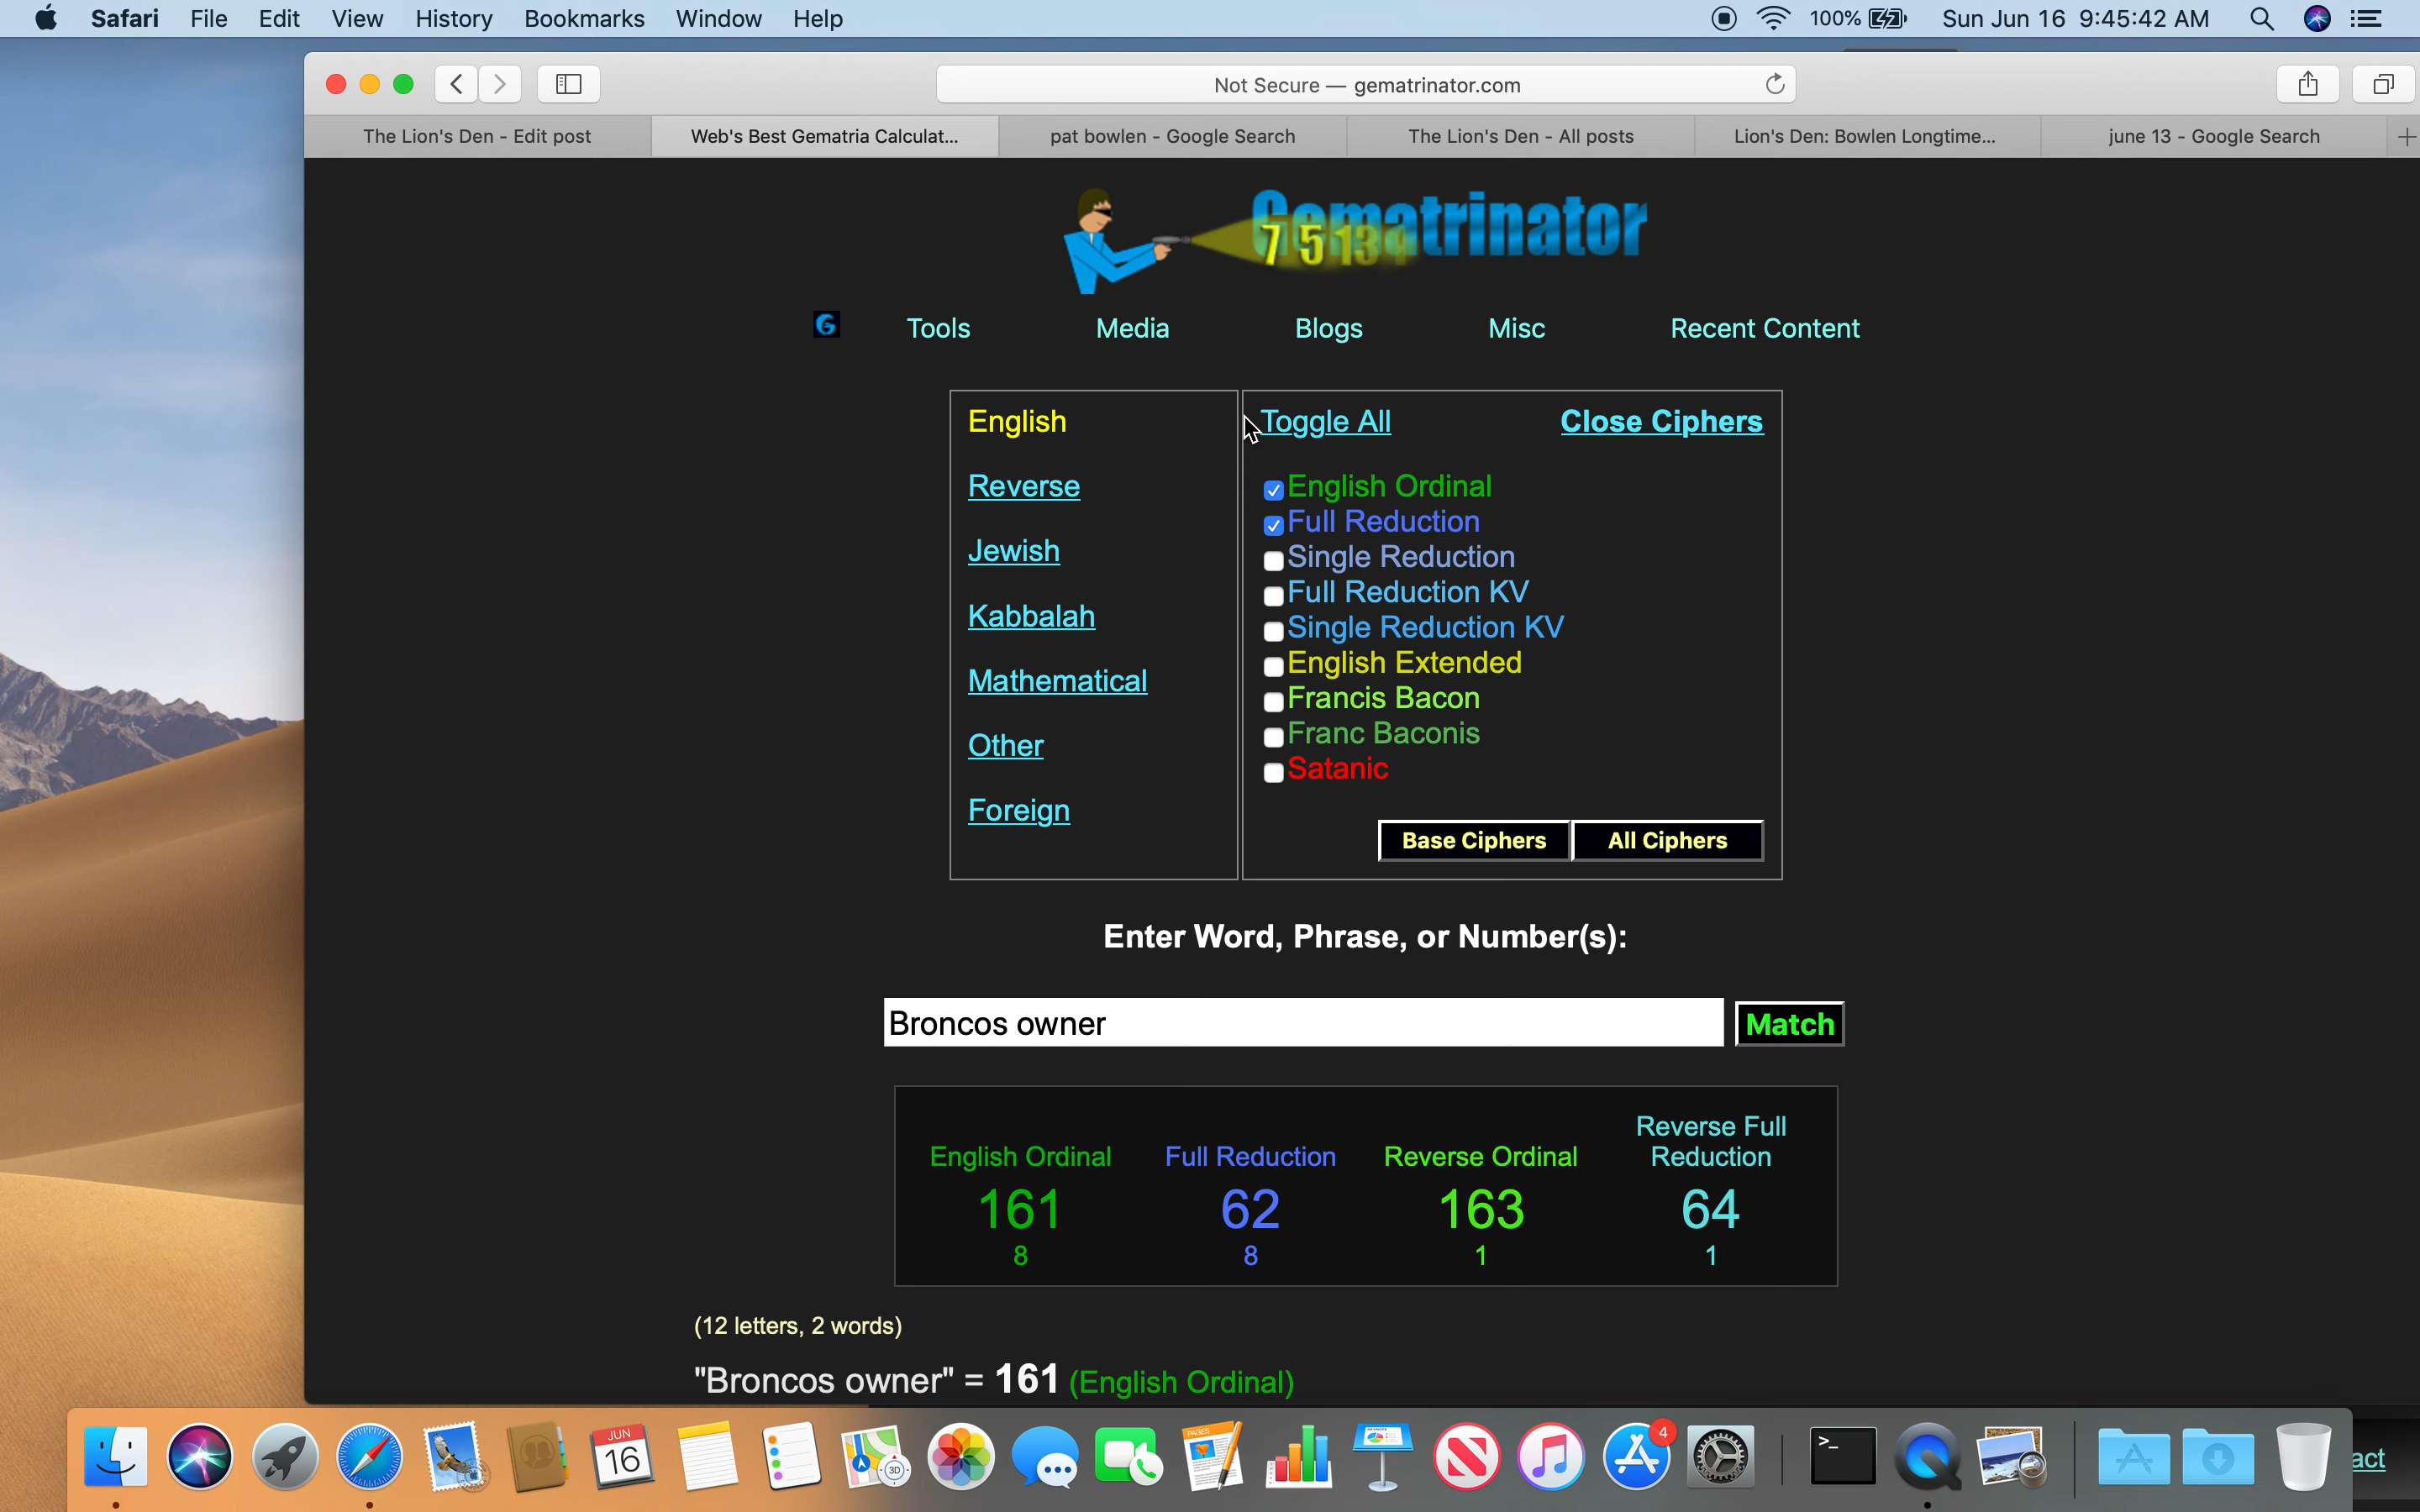 Safari File Edit View History Bookmarks Window Help 100% Sun Jun 16 9:45:42 AM
Not Secure — gematrinator.com
The Lion's Den - Edit post Web's Best Gematria Calculat... pat bowlen - Google Search The Lion's Den - All posts Lion's Den: Bowlen Longtime... june 13 - Google Search
Gematrinator
7 5 13
G Tools Media Blogs Misc Recent Content
English
Reverse
Jewish
Kabbalah
Mathematical
Other
Foreign
Toggle All Close Ciphers
English Ordinal
Full Reduction
Single Reduction
Full Reduction KV
Single Reduction KV
English Extended
Francis Bacon
Franc Baconis
Satanic
Base Ciphers All Ciphers
Enter Word, Phrase, or Number(s):
Broncos owner Match
English Ordinal Full Reduction Reverse Ordinal Reverse Full Reduction
161 62 163 64
8 8 1 1
(12 letters, 2 words)
"Broncos owner" = 161 (English Ordinal)
JUN
16
3D
PAGES
4
>_
act